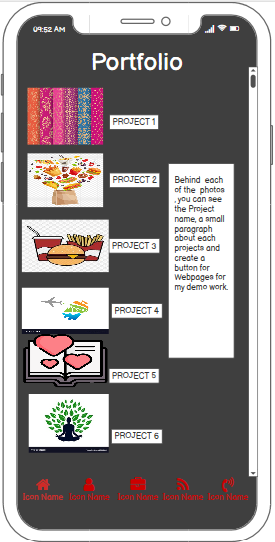 09:52 AM
Portfolio
PROJECT 1
PROJECT 2
PROJECT 3
PROJECT 4
PROJECT 5
PROJECT 6
Behind each
of the photos
, you can see
the Project
name, a small
paragraph
about each
projects and
create a
button for
Webpages for
my demo work.
Icon Name Icon Name Icon Name Icon Name Icon Name